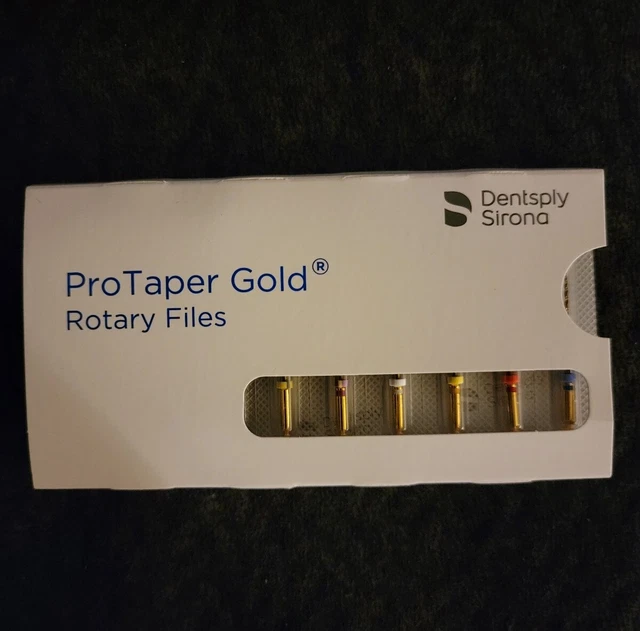 Dentsply
Sirona
ProTaper Gold®
Rotary Files